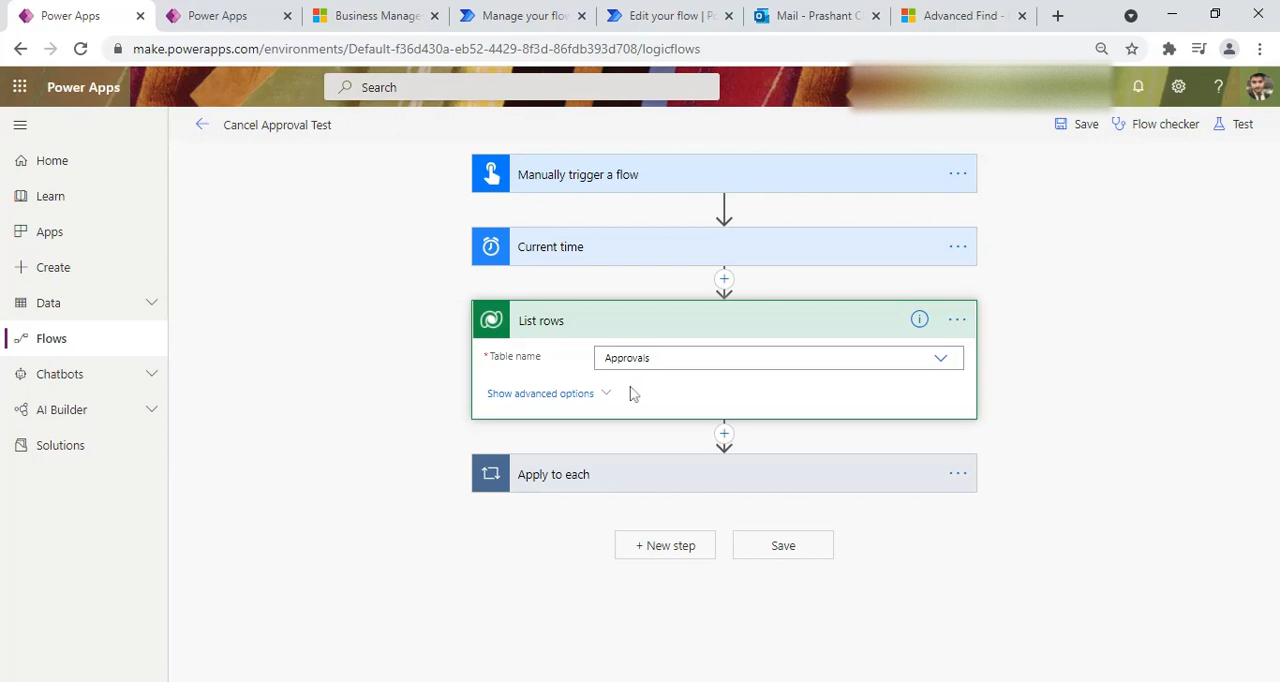 Power Apps
Power Apps
Business Manage
Manage your flow
Edit your flow | Po
Mail - Prashant C
Advanced Find -
make.powerapps.com/environments/Default-f36d430a-eb52-4429-8f3d-86fdb393d708/logicflows
Power Apps
Search
?
Cancel Approval Test
Save
Flow checker
Test
Home
Learn
Apps
Create
Data
Flows
Chatbots
AI Builder
Solutions
Manually trigger a flow
Current time
List rows
* Table name
Approvals
Show advanced options
Apply to each
+ New step
Save